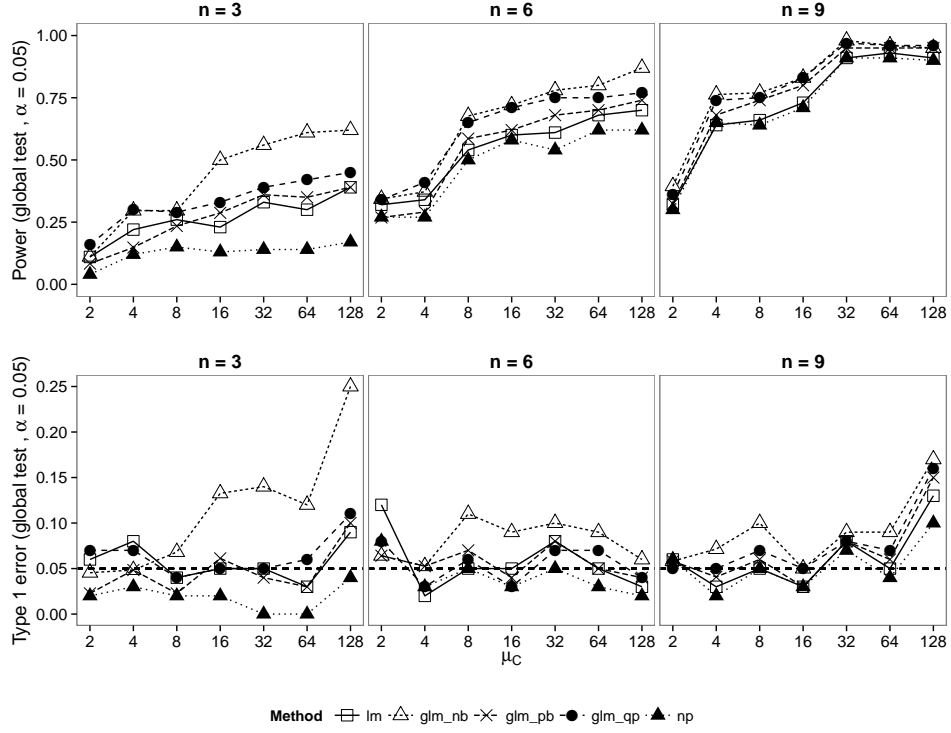 n = 3
n = 6
n = 9
Power (global test , α = 0.05)
1.00
0.75
0.50
0.25
0.00
2 4 8 16 32 64 128
2 4 8 16 32 64 128
2 4 8 16 32 64 128
n = 3
n = 6
n = 9
Type 1 error (global test , α = 0.05)
0.25
0.20
0.15
0.10
0.05
0.00
2 4 8 16 32 64 128
2 4 8 16 32 64 128
2 4 8 16 32 64 128
μC
Method lm glm_nb glm_pb glm_qp np